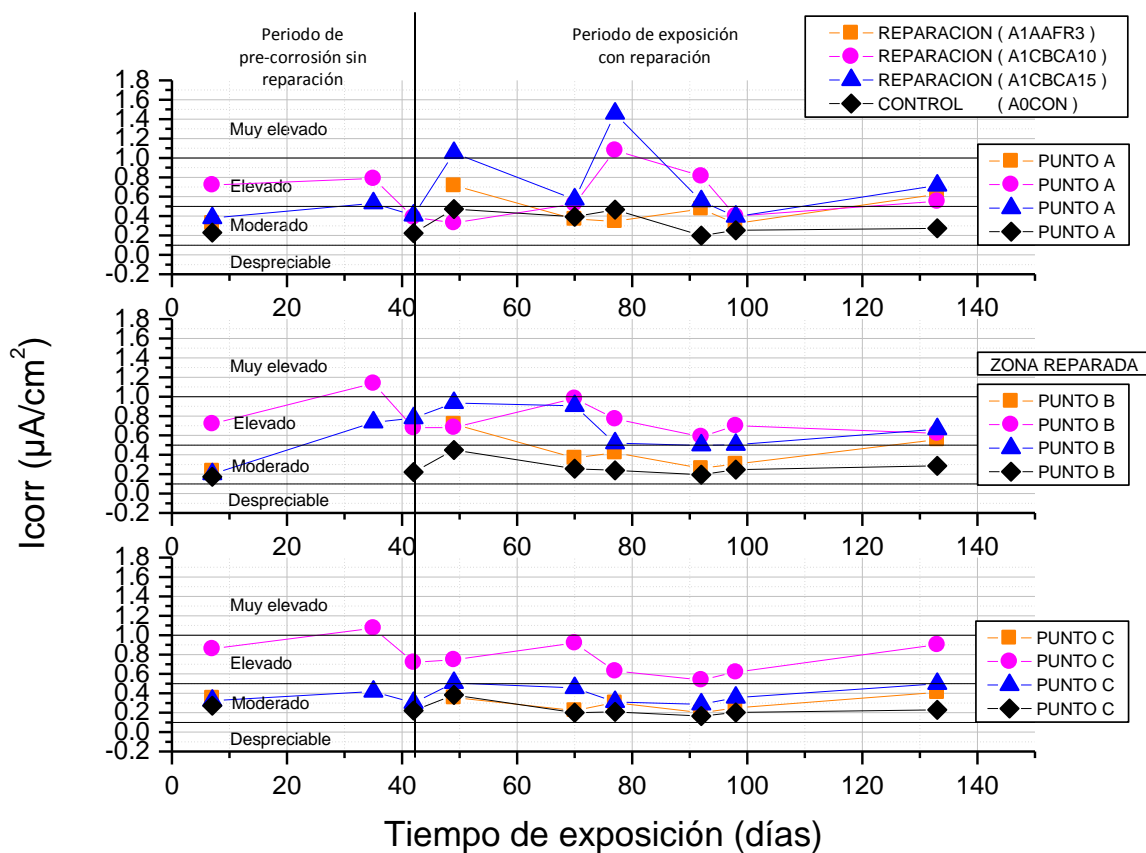 Periodo de
pre-corrosión sin
reparación
Periodo de exposición
con reparación
REPARACION ( A1AAFR3 )
REPARACION ( A1CBCA10 )
REPARACION ( A1CBCA15 )
CONTROL ( A0CON )
1.8
1.6
1.4
1.2
1.0
0.8
0.6
0.4
0.2
0.0
-0.2
Muy elevado
Elevado
Moderado
Despreciable
PUNTO A
PUNTO A
PUNTO A
PUNTO A
0 20 40 60 80 100 120 140
1.8
1.6
1.4
1.2
1.0
0.8
0.6
0.4
0.2
0.0
-0.2
Muy elevado
Elevado
Moderado
Despreciable
ZONA REPARADA
PUNTO B
PUNTO B
PUNTO B
PUNTO B
0 20 40 60 80 100 120 140
1.8
1.6
1.4
1.2
1.0
0.8
0.6
0.4
0.2
0.0
-0.2
Muy elevado
Elevado
Moderado
Despreciable
PUNTO C
PUNTO C
PUNTO C
PUNTO C
0 20 40 60 80 100 120 140
Icorr (µA/cm²)
Tiempo de exposición (días)